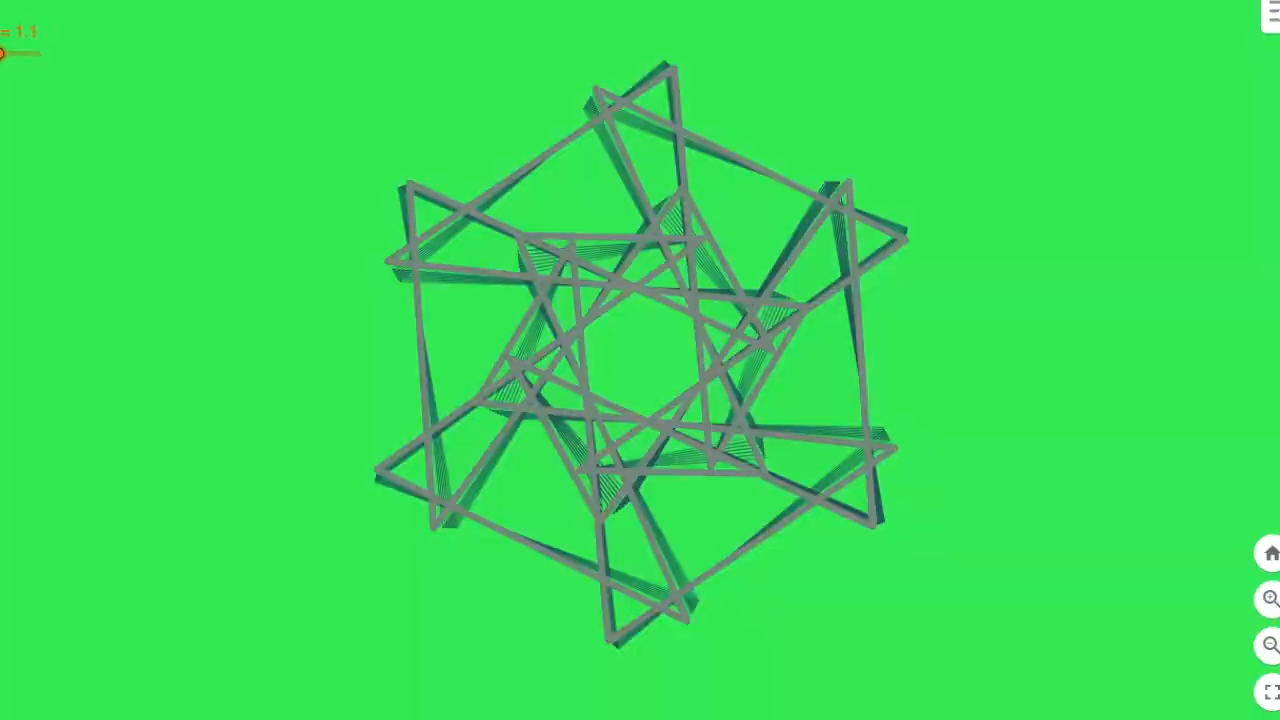 = 1.1